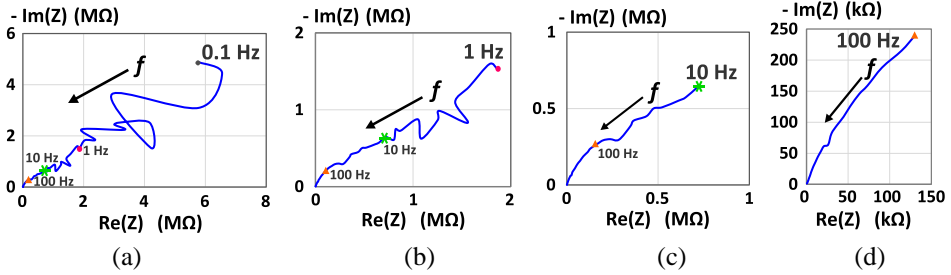 - Im(Z) (MΩ)
6
4
2
0
0.1 Hz
f
10 Hz
1 Hz
100 Hz
0 2 4 6 8
Re(Z) (MΩ)
(a)
- Im(Z) (MΩ)
2
1
0
1 Hz
f
10 Hz
100 Hz
0 1 2
Re(Z) (MΩ)
(b)
- Im(Z) (MΩ)
1
0.5
0
10 Hz
f
100 Hz
0 0.5 1
Re(Z) (MΩ)
(c)
- Im(Z) (kΩ)
250
200
150
100
50
0
100 Hz
f
0 50 100 150
Re(Z) (kΩ)
(d)